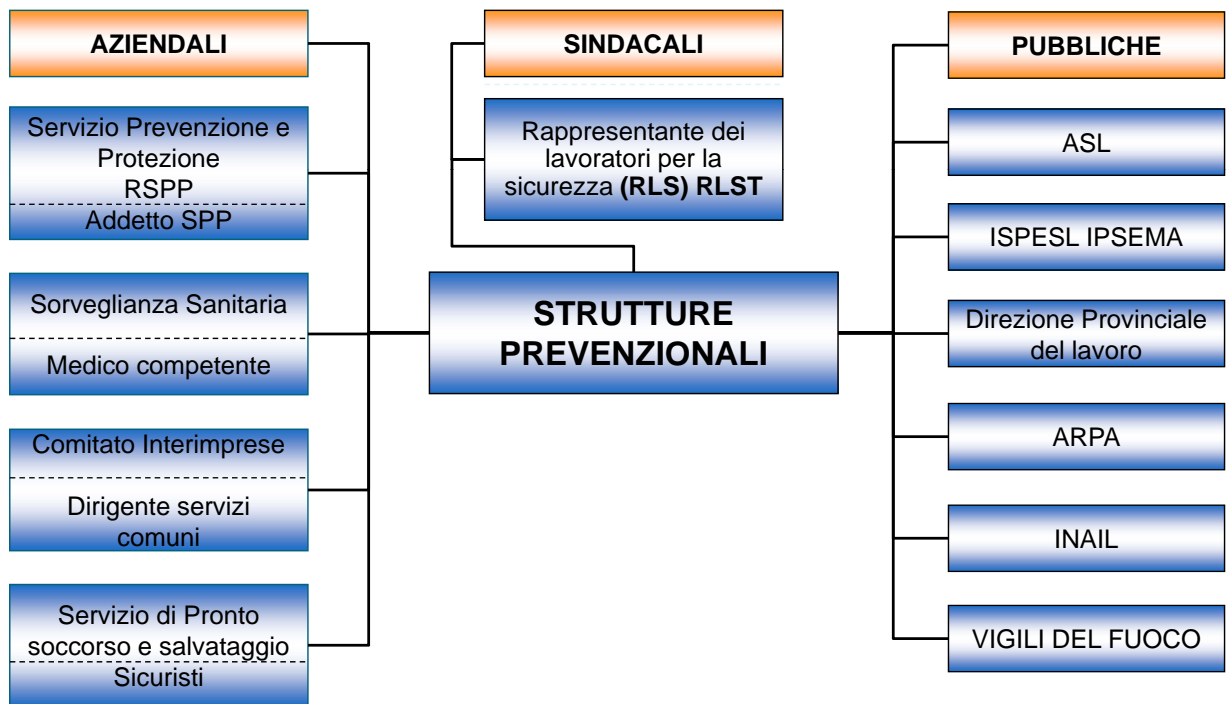 AZIENDALI
Servizio Prevenzione e
Protezione
RSPP
Addetto SPP
Sorveglianza Sanitaria
Medico competente
Comitato Interimprese
Dirigente servizi
comuni
Servizio di Pronto
soccorso e salvataggio
Sicuristi
SINDACALI
Rappresentante dei
lavoratori per la
sicurezza (RLS) RLST
STRUTTURE
PREVENZIONALI
PUBBLICHE
ASL
ISPESL IPSEMA
Direzione Provinciale
del lavoro
ARPA
INAIL
VIGILI DEL FUOCO